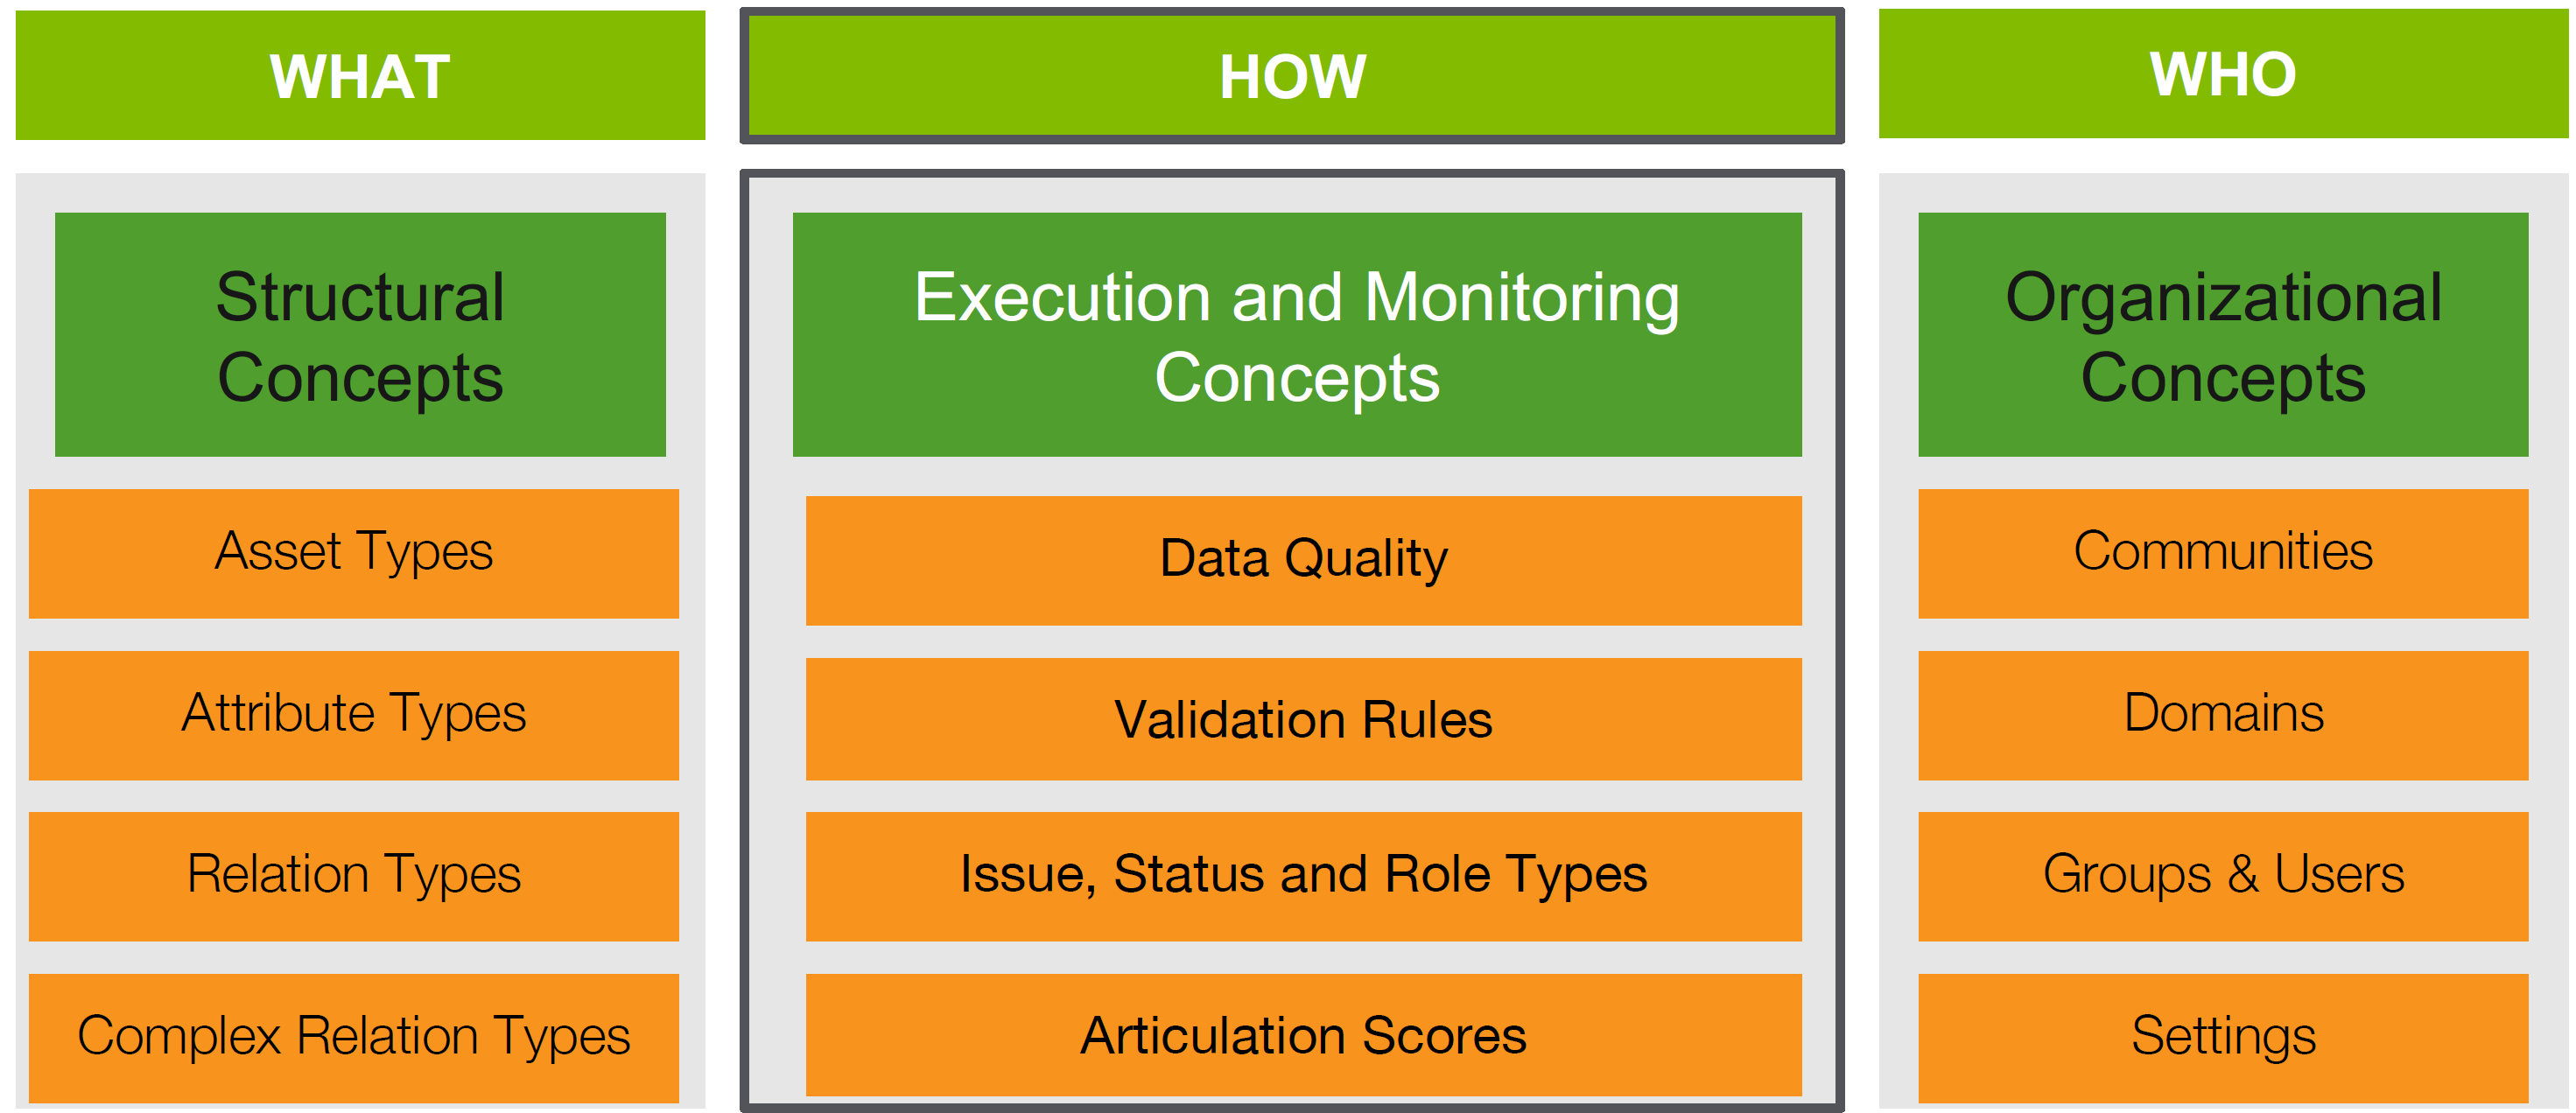 WHAT
Structural
Concepts
Asset Types
Attribute Types
Relation Types
Complex Relation Types
HOW
Execution and Monitoring
Concepts
Data Quality
Validation Rules
Issue, Status and Role Types
Articulation Scores
WHO
Organizational
Concepts
Communities
Domains
Groups & Users
Settings